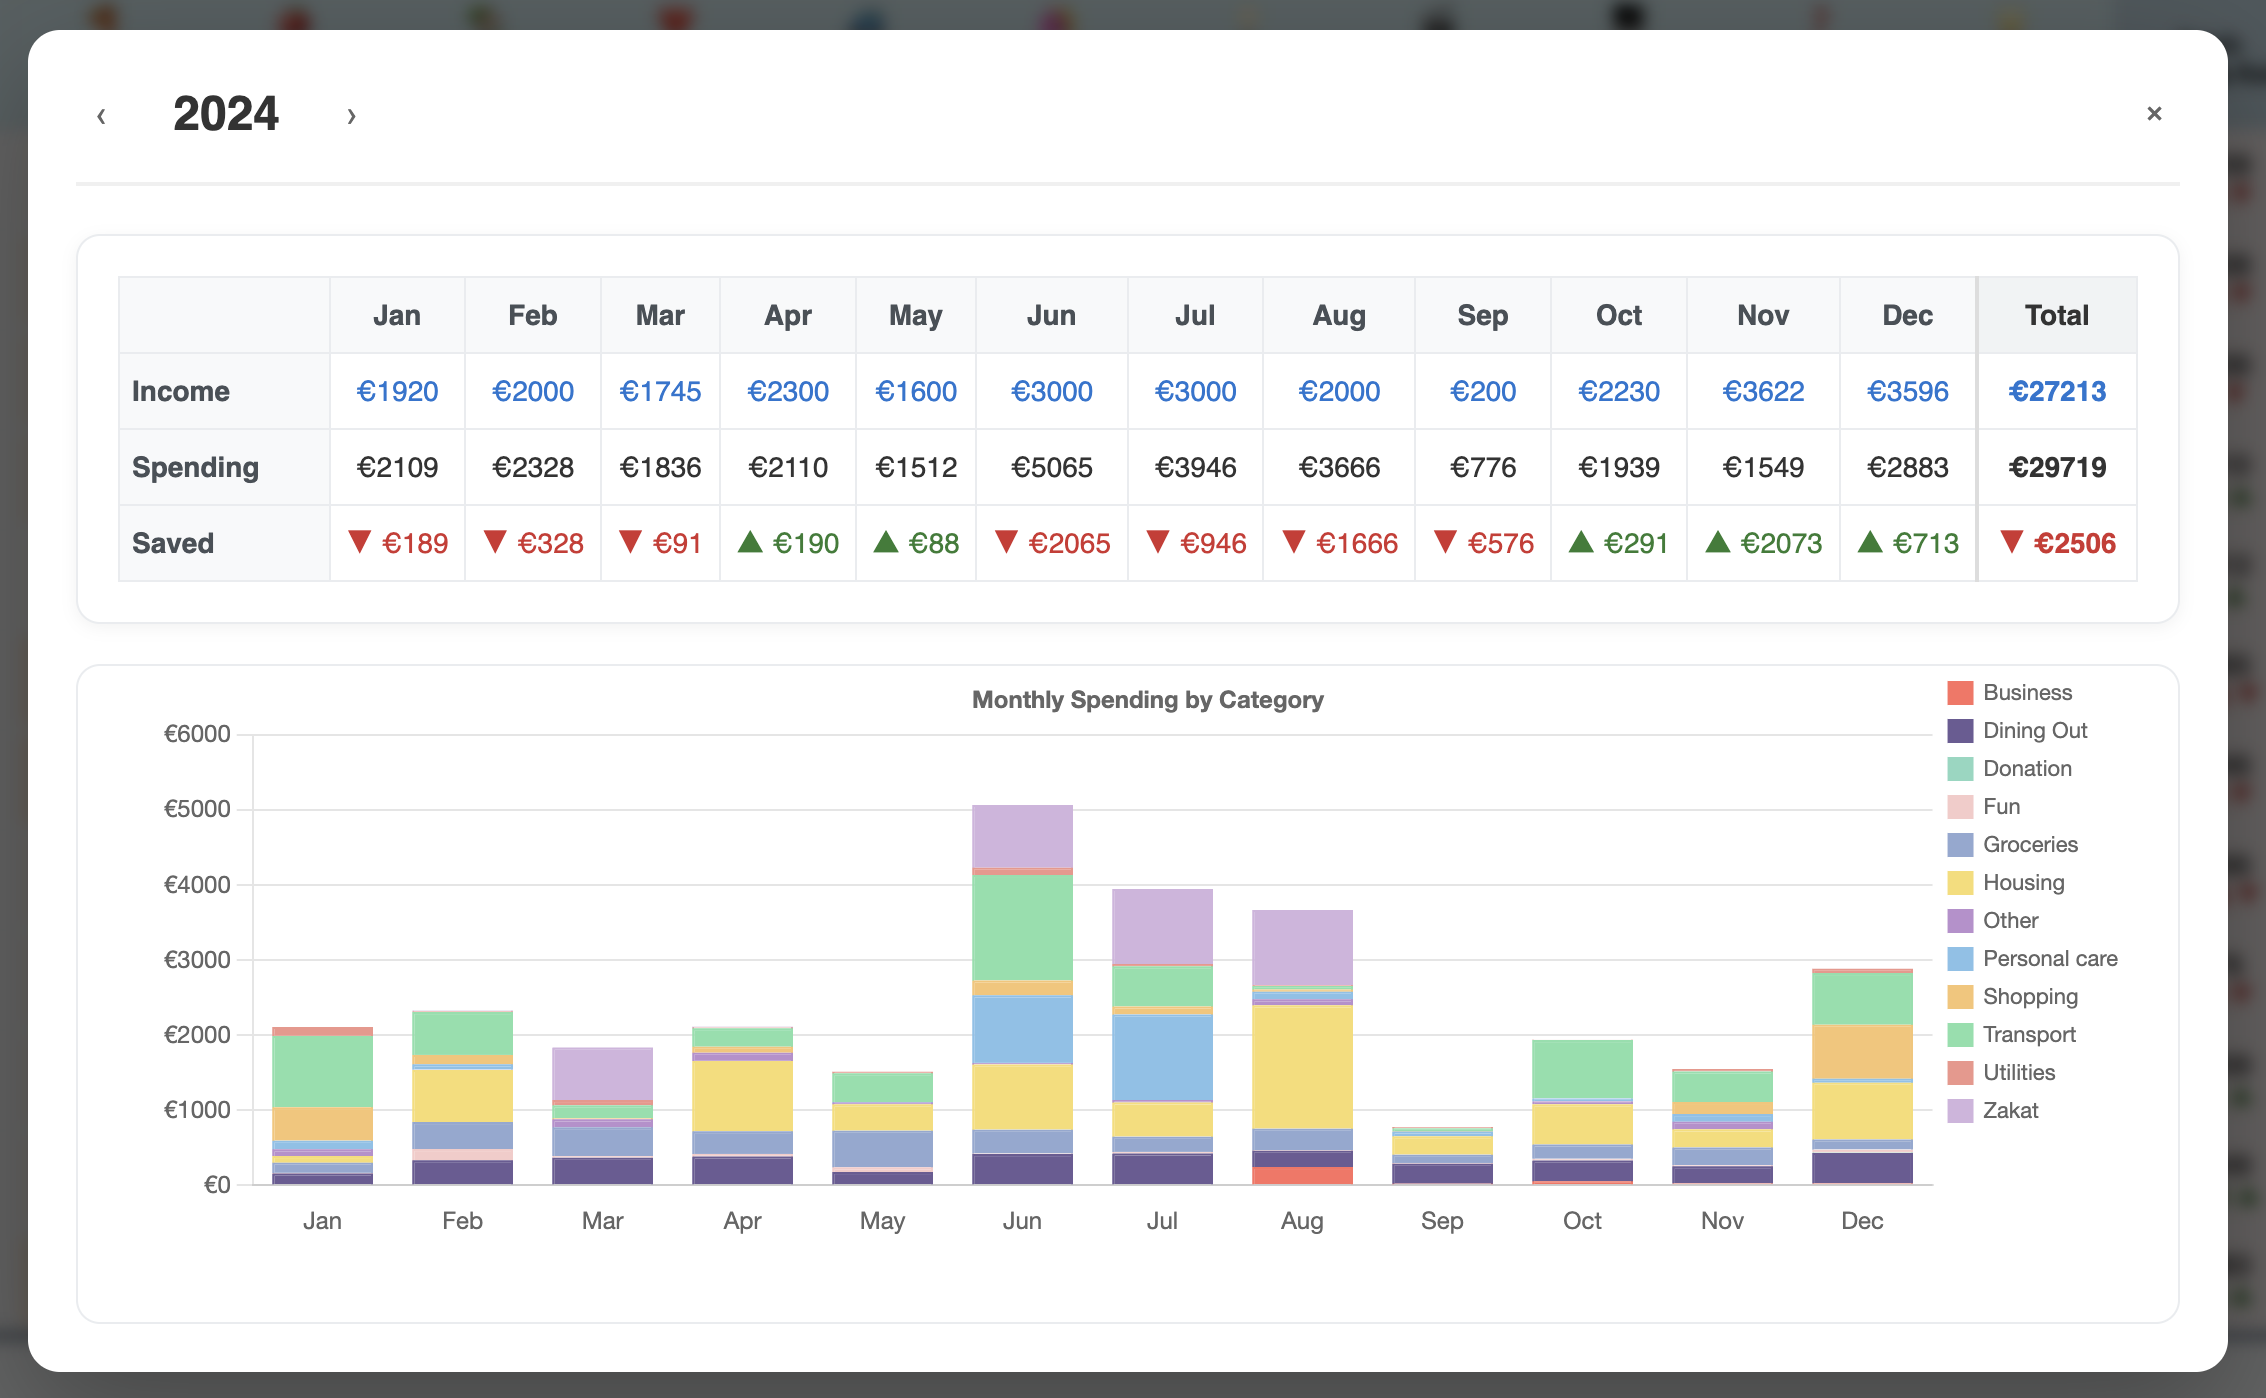 ‹ 2024 › ×
Jan Feb Mar Apr May Jun Jul Aug Sep Oct Nov Dec Total
Income €1920 €2000 €1745 €2300 €1600 €3000 €3000 €2000 €200 €2230 €3622 €3596 €27213
Spending €2109 €2328 €1836 €2110 €1512 €5065 €3946 €3666 €776 €1939 €1549 €2883 €29719
Saved ▼ €189 ▼ €328 ▼ €91 ▲ €190 ▲ €88 ▼ €2065 ▼ €946 ▼ €1666 ▼ €576 ▲ €291 ▲ €2073 ▲ €713 ▼ €2506
Monthly Spending by Category
€6000
€5000
€4000
€3000
€2000
€1000
€0
Jan Feb Mar Apr May Jun Jul Aug Sep Oct Nov Dec
Business
Dining Out
Donation
Fun
Groceries
Housing
Other
Personal care
Shopping
Transport
Utilities
Zakat